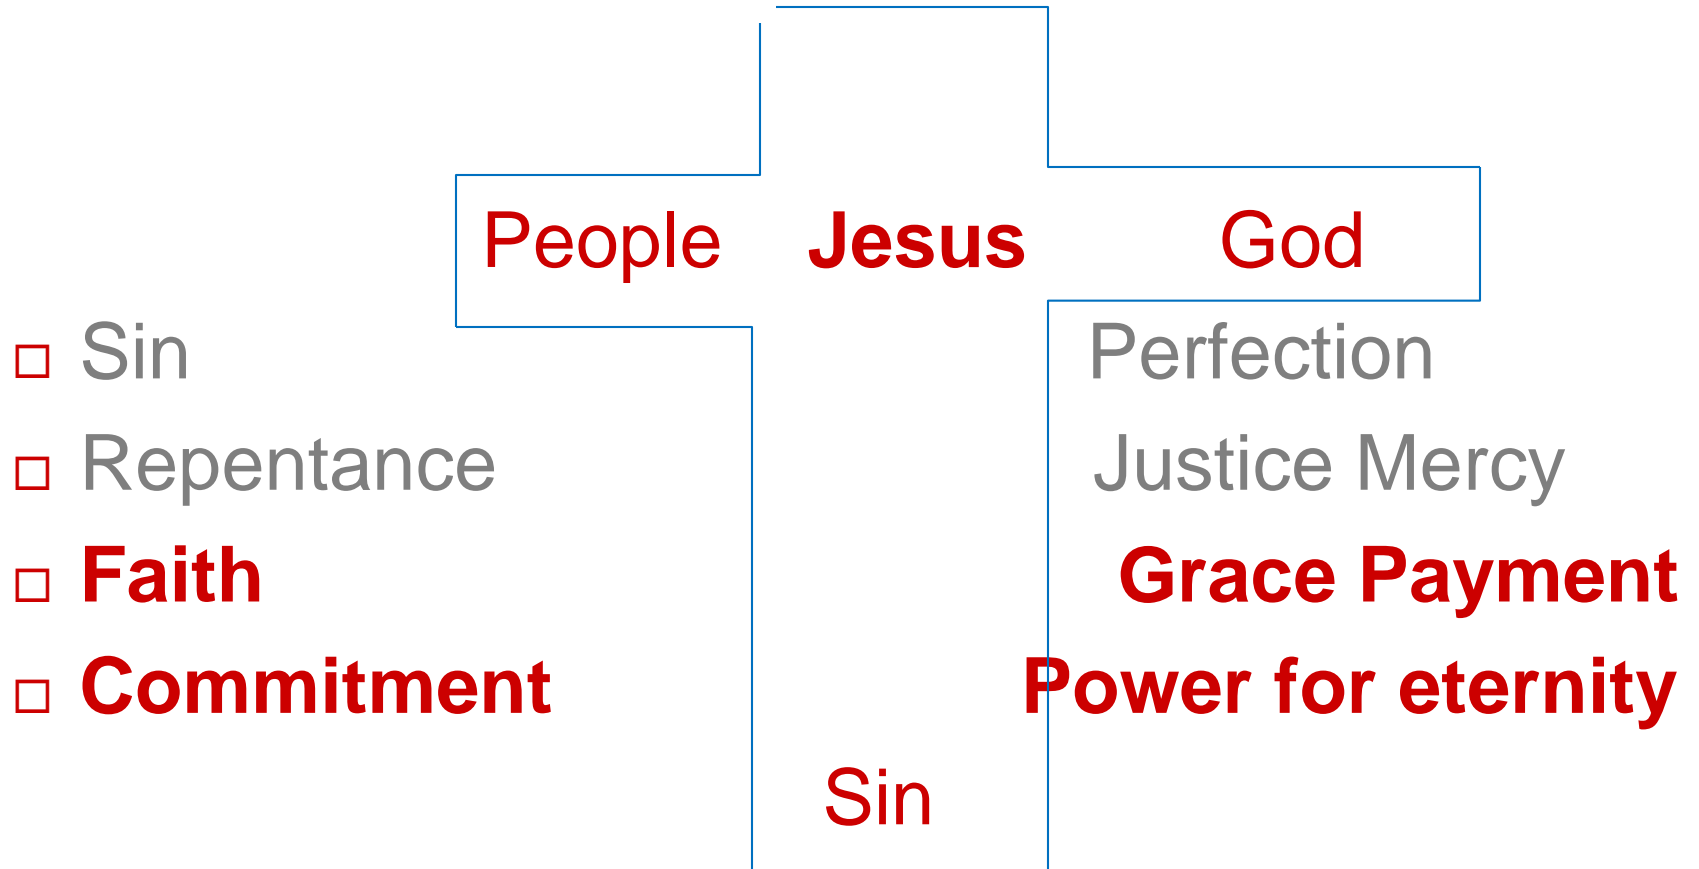 People Jesus God
Sin Perfection
Repentance Justice Mercy
Faith Grace Payment
Commitment Power for eternity
Sin